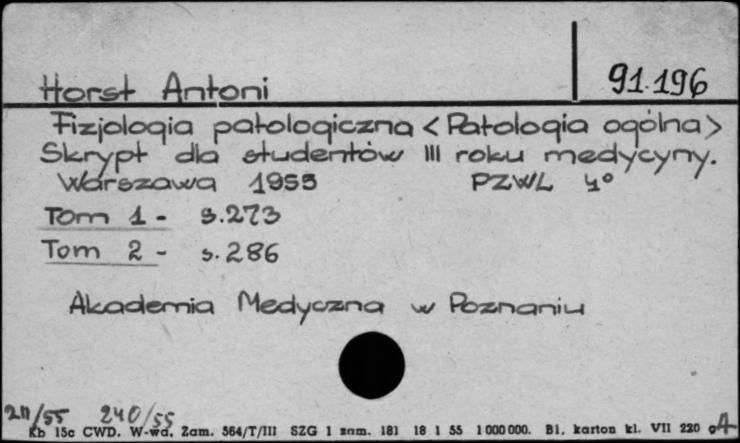 Horst Antoni 91.196
Fizjologia patologiczna <Patologia ogólna>
Skrypt dla studentów III roku medycyny.
Warszawa 1955 PZWL 4°
Tom 1 - s.273
Tom 2 - s.286
Akademia Medyczna w Poznaniu
211/55 240/55
Kb 15c CWD. W-wa, Zam. 564/T/III SZG 1 zam. 181 18 1 55 1 000 000. Bl. karton kl. VII 220 g A